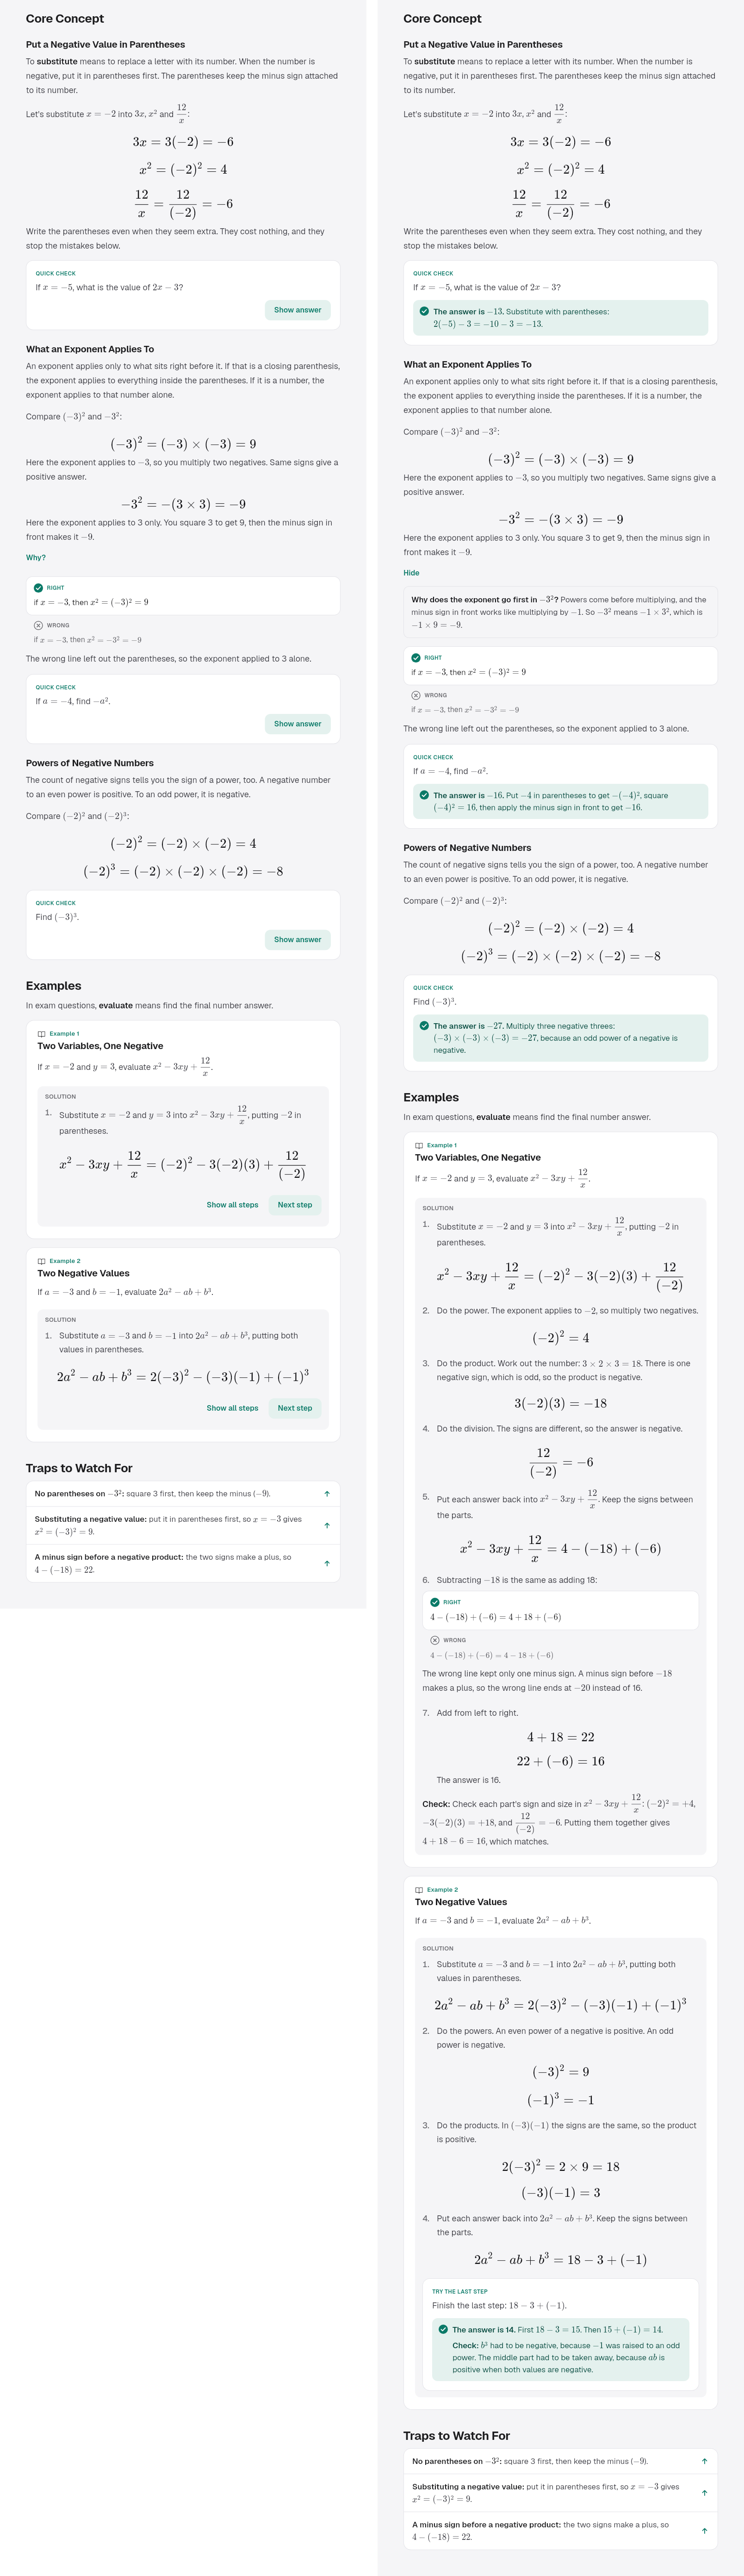 Core Concept
Put a Negative Value in Parentheses
To substitute means to replace a letter with its number. When the number is
negative, put it in parentheses first. The parentheses keep the minus sign attached
to its number.
Let's substitute x = −2 into 3x, x² and 12/x:
3x = 3(−2) = −6
x² = (−2)² = 4
12/x = 12/(−2) = −6
Write the parentheses even when they seem extra. They cost nothing, and they
stop the mistakes below.
QUICK CHECK
If x = −5, what is the value of 2x − 3?
Show answer
What an Exponent Applies To
An exponent applies only to what sits right before it. If that is a closing parenthesis,
the exponent applies to everything inside the parentheses. If it is a number, the
exponent applies to that number alone.
Compare (−3)² and −3²:
(−3)² = (−3) × (−3) = 9
Here the exponent applies to −3, so you multiply two negatives. Same signs give a
positive answer.
−3² = −(3 × 3) = −9
Here the exponent applies to 3 only. You square 3 to get 9, then the minus sign in
front makes it −9.
Why?
RIGHT
if x = −3, then x² = (−3)² = 9
WRONG
if x = −3, then x² = −3² = −9
The wrong line left out the parentheses, so the exponent applied to 3 alone.
QUICK CHECK
If a = −4, find −a².
Show answer
Powers of Negative Numbers
The count of negative signs tells you the sign of a power, too. A negative number
to an even power is positive. To an odd power, it is negative.
Compare (−2)² and (−2)³:
(−2)² = (−2) × (−2) = 4
(−2)³ = (−2) × (−2) × (−2) = −8
QUICK CHECK
Find (−3)³.
Show answer
Examples
In exam questions, evaluate means find the final number answer.
Example 1
Two Variables, One Negative
If x = −2 and y = 3, evaluate x² − 3xy + 12/x.
SOLUTION
1. Substitute x = −2 and y = 3 into x² − 3xy + 12/x, putting −2 in
parentheses.
x² − 3xy + 12/x = (−2)² − 3(−2)(3) + 12/(−2)
Show all steps Next step
Example 2
Two Negative Values
If a = −3 and b = −1, evaluate 2a² − ab + b³.
SOLUTION
1. Substitute a = −3 and b = −1 into 2a² − ab + b³, putting both
values in parentheses.
2a² − ab + b³ = 2(−3)² − (−3)(−1) + (−1)³
Show all steps Next step
Traps to Watch For
No parentheses on −3²: square 3 first, then keep the minus (−9). ↑
Substituting a negative value: put it in parentheses first, so x = −3 gives ↑
x² = (−3)² = 9.
A minus sign before a negative product: the two signs make a plus, so ↑
4 − (−18) = 22.
Core Concept
Put a Negative Value in Parentheses
To substitute means to replace a letter with its number. When the number is
negative, put it in parentheses first. The parentheses keep the minus sign attached
to its number.
Let's substitute x = −2 into 3x, x² and 12/x:
3x = 3(−2) = −6
x² = (−2)² = 4
12/x = 12/(−2) = −6
Write the parentheses even when they seem extra. They cost nothing, and they
stop the mistakes below.
QUICK CHECK
If x = −5, what is the value of 2x − 3?
The answer is −13. Substitute with parentheses:
2(−5) − 3 = −10 − 3 = −13.
What an Exponent Applies To
An exponent applies only to what sits right before it. If that is a closing parenthesis,
the exponent applies to everything inside the parentheses. If it is a number, the
exponent applies to that number alone.
Compare (−3)² and −3²:
(−3)² = (−3) × (−3) = 9
Here the exponent applies to −3, so you multiply two negatives. Same signs give a
positive answer.
−3² = −(3 × 3) = −9
Here the exponent applies to 3 only. You square 3 to get 9, then the minus sign in
front makes it −9.
Hide
Why does the exponent go first in −3²? Powers come before multiplying, and the
minus sign in front works like multiplying by −1. So −3² means −1 × 3², which is
−1 × 9 = −9.
RIGHT
if x = −3, then x² = (−3)² = 9
WRONG
if x = −3, then x² = −3² = −9
The wrong line left out the parentheses, so the exponent applied to 3 alone.
QUICK CHECK
If a = −4, find −a².
The answer is −16. Put −4 in parentheses to get −(−4)², square
(−4)² = 16, then apply the minus sign in front to get −16.
Powers of Negative Numbers
The count of negative signs tells you the sign of a power, too. A negative number
to an even power is positive. To an odd power, it is negative.
Compare (−2)² and (−2)³:
(−2)² = (−2) × (−2) = 4
(−2)³ = (−2) × (−2) × (−2) = −8
QUICK CHECK
Find (−3)³.
The answer is −27. Multiply three negative threes:
(−3) × (−3) × (−3) = −27, because an odd power of a negative is
negative.
Examples
In exam questions, evaluate means find the final number answer.
Example 1
Two Variables, One Negative
If x = −2 and y = 3, evaluate x² − 3xy + 12/x.
SOLUTION
1. Substitute x = −2 and y = 3 into x² − 3xy + 12/x, putting −2 in
parentheses.
x² − 3xy + 12/x = (−2)² − 3(−2)(3) + 12/(−2)
2. Do the power. The exponent applies to −2, so multiply two negatives.
(−2)² = 4
3. Do the product. Work out the number: 3 × 2 × 3 = 18. There is one
negative sign, which is odd, so the product is negative.
3(−2)(3) = −18
4. Do the division. The signs are different, so the answer is negative.
12/(−2) = −6
5. Put each answer back into x² − 3xy + 12/x. Keep the signs between
the parts.
x² − 3xy + 12/x = 4 − (−18) + (−6)
6. Subtracting −18 is the same as adding 18:
RIGHT
4 − (−18) + (−6) = 4 + 18 + (−6)
WRONG
4 − (−18) + (−6) = 4 − 18 + (−6)
The wrong line kept only one minus sign. A minus sign before −18
makes a plus, so the wrong line ends at −20 instead of 16.
7. Add from left to right.
4 + 18 = 22
22 + (−6) = 16
The answer is 16.
Check: Check each part's sign and size in x² − 3xy + 12/x: (−2)² = +4,
−3(−2)(3) = +18, and 12/(−2) = −6. Putting them together gives
4 + 18 − 6 = 16, which matches.
Example 2
Two Negative Values
If a = −3 and b = −1, evaluate 2a² − ab + b³.
SOLUTION
1. Substitute a = −3 and b = −1 into 2a² − ab + b³, putting both
values in parentheses.
2a² − ab + b³ = 2(−3)² − (−3)(−1) + (−1)³
2. Do the powers. An even power of a negative is positive. An odd
power is negative.
(−3)² = 9
(−1)³ = −1
3. Do the products. In (−3)(−1) the signs are the same, so the product
is positive.
2(−3)² = 2 × 9 = 18
(−3)(−1) = 3
4. Put each answer back into 2a² − ab + b³. Keep the signs between
the parts.
2a² − ab + b³ = 18 − 3 + (−1)
TRY THE LAST STEP
Finish the last step: 18 − 3 + (−1).
The answer is 14. First 18 − 3 = 15. Then 15 + (−1) = 14.
Check: b³ had to be negative, because −1 was raised to an odd
power. The middle part had to be taken away, because ab is
positive when both values are negative.
Traps to Watch For
No parentheses on −3²: square 3 first, then keep the minus (−9). ↑
Substituting a negative value: put it in parentheses first, so x = −3 gives ↑
x² = (−3)² = 9.
A minus sign before a negative product: the two signs make a plus, so ↑
4 − (−18) = 22.